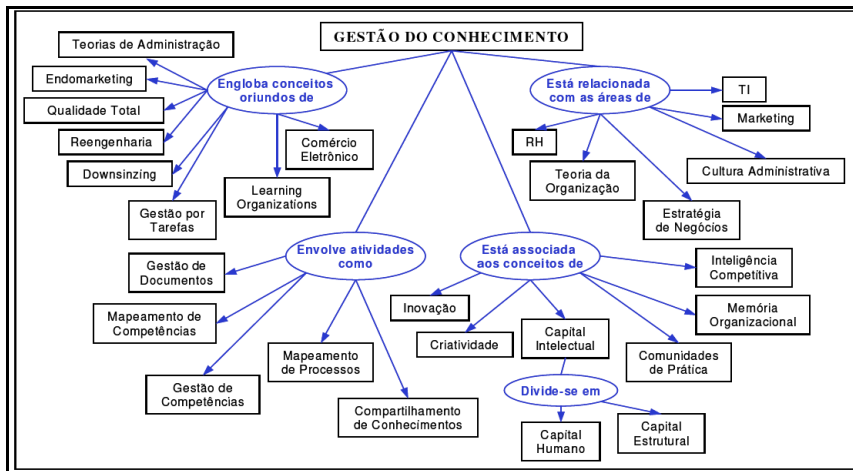 GESTÃO DO CONHECIMENTO
Engloba conceitos
oriundos de
Teorias de Administração
Endomarketing
Qualidade Total
Reengenharia
Downsinzing
Gestão por
Tarefas
Learning
Organizations
Comércio
Eletrônico
Está relacionada
com as áreas de
TI
Marketing
RH
Teoria da
Organização
Cultura Administrativa
Estratégia
de Negócios
Envolve atividades
como
Gestão de
Documentos
Mapeamento de
Competências
Gestão de
Competências
Mapeamento
de Processos
Compartilhamento
de Conhecimentos
Está associada
aos conceitos de
Inteligência
Competitiva
Memória
Organizacional
Inovação
Criatividade
Capital
Intelectual
Comunidades
de Prática
Divide-se em
Capital
Humano
Capital
Estrutural